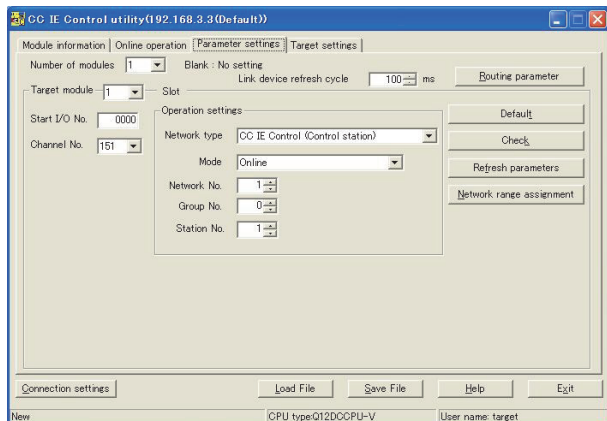 CC IE Control utility(192.168.3.3(Default))
Module information Online operation Parameter settings Target settings
Number of modules 1 Blank : No setting
Link device refresh cycle 100 ms Routing parameter
Target module 1 Slot
Start I/O No. 0000 Operation settings Default
Network type CC IE Control (Control station)
Channel No. 151 Check
Mode Online Refresh parameters
Network No. 1 Network range assignment
Group No. 0
Station No. 1
Connection settings Load File Save File Help Exit
New CPU type:Q12DCCPU-V User name: target